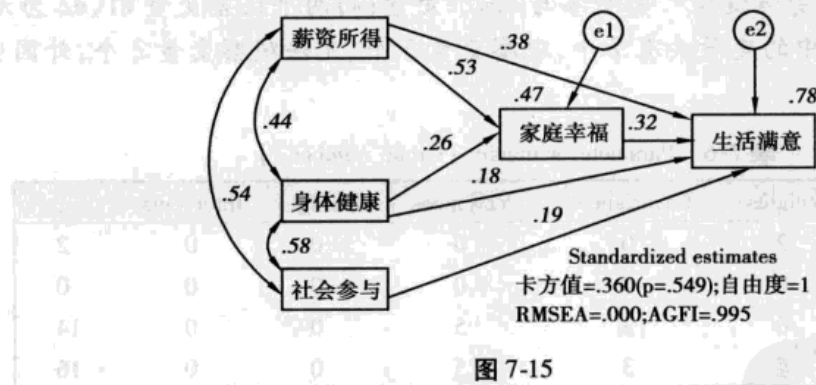 薪资所得
e1
e2
.38
.53
.47
.78
家庭幸福
.32
生活满意
.44
.26
.18
.54
身体健康
.19
.58
社会参与
Standardized estimates
卡方值=.360(p=.549);自由度=1
RMSEA=.000;AGFI=.995
图 7-15